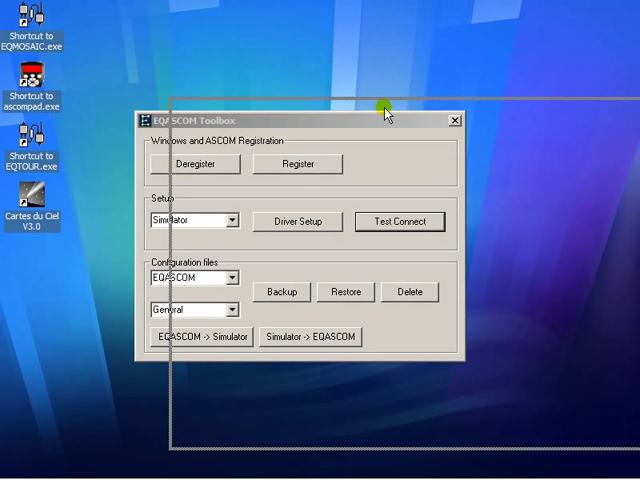 Shortcut to
EQMOSAIC.exe
Shortcut to
ascompad.exe
Shortcut to
EQTOUR.exe
Cartes du Ciel
V3.0
EQASCOM Toolbox
Windows and ASCOM Registration
Deregister
Register
Setup
Simulator
Driver Setup
Test Connect
Configuration files
EQASCOM
Backup
Restore
Delete
General
EQASCOM -> Simulator
Simulator -> EQASCOM